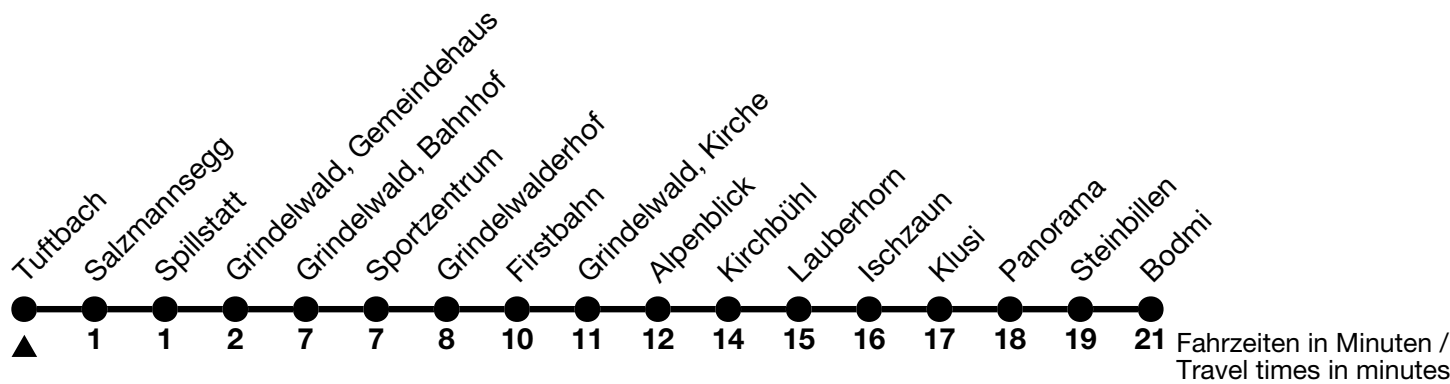 Tuftbach
Salzmannsegg
Spillstatt
Grindelwald, Gemeindehaus
Grindelwald, Bahnhof
Sportzentrum
Grindelwalderhof
Firstbahn
Grindelwald, Kirche
Alpenblick
Kirchbühl
Lauberhorn
Ischzaun
Klusi
Panorama
Steinbillen
Bodmi
1 1 2 7 7 8 10 11 12 14 15 16 17 18 19 21
Fahrzeiten in Minuten /
Travel times in minutes